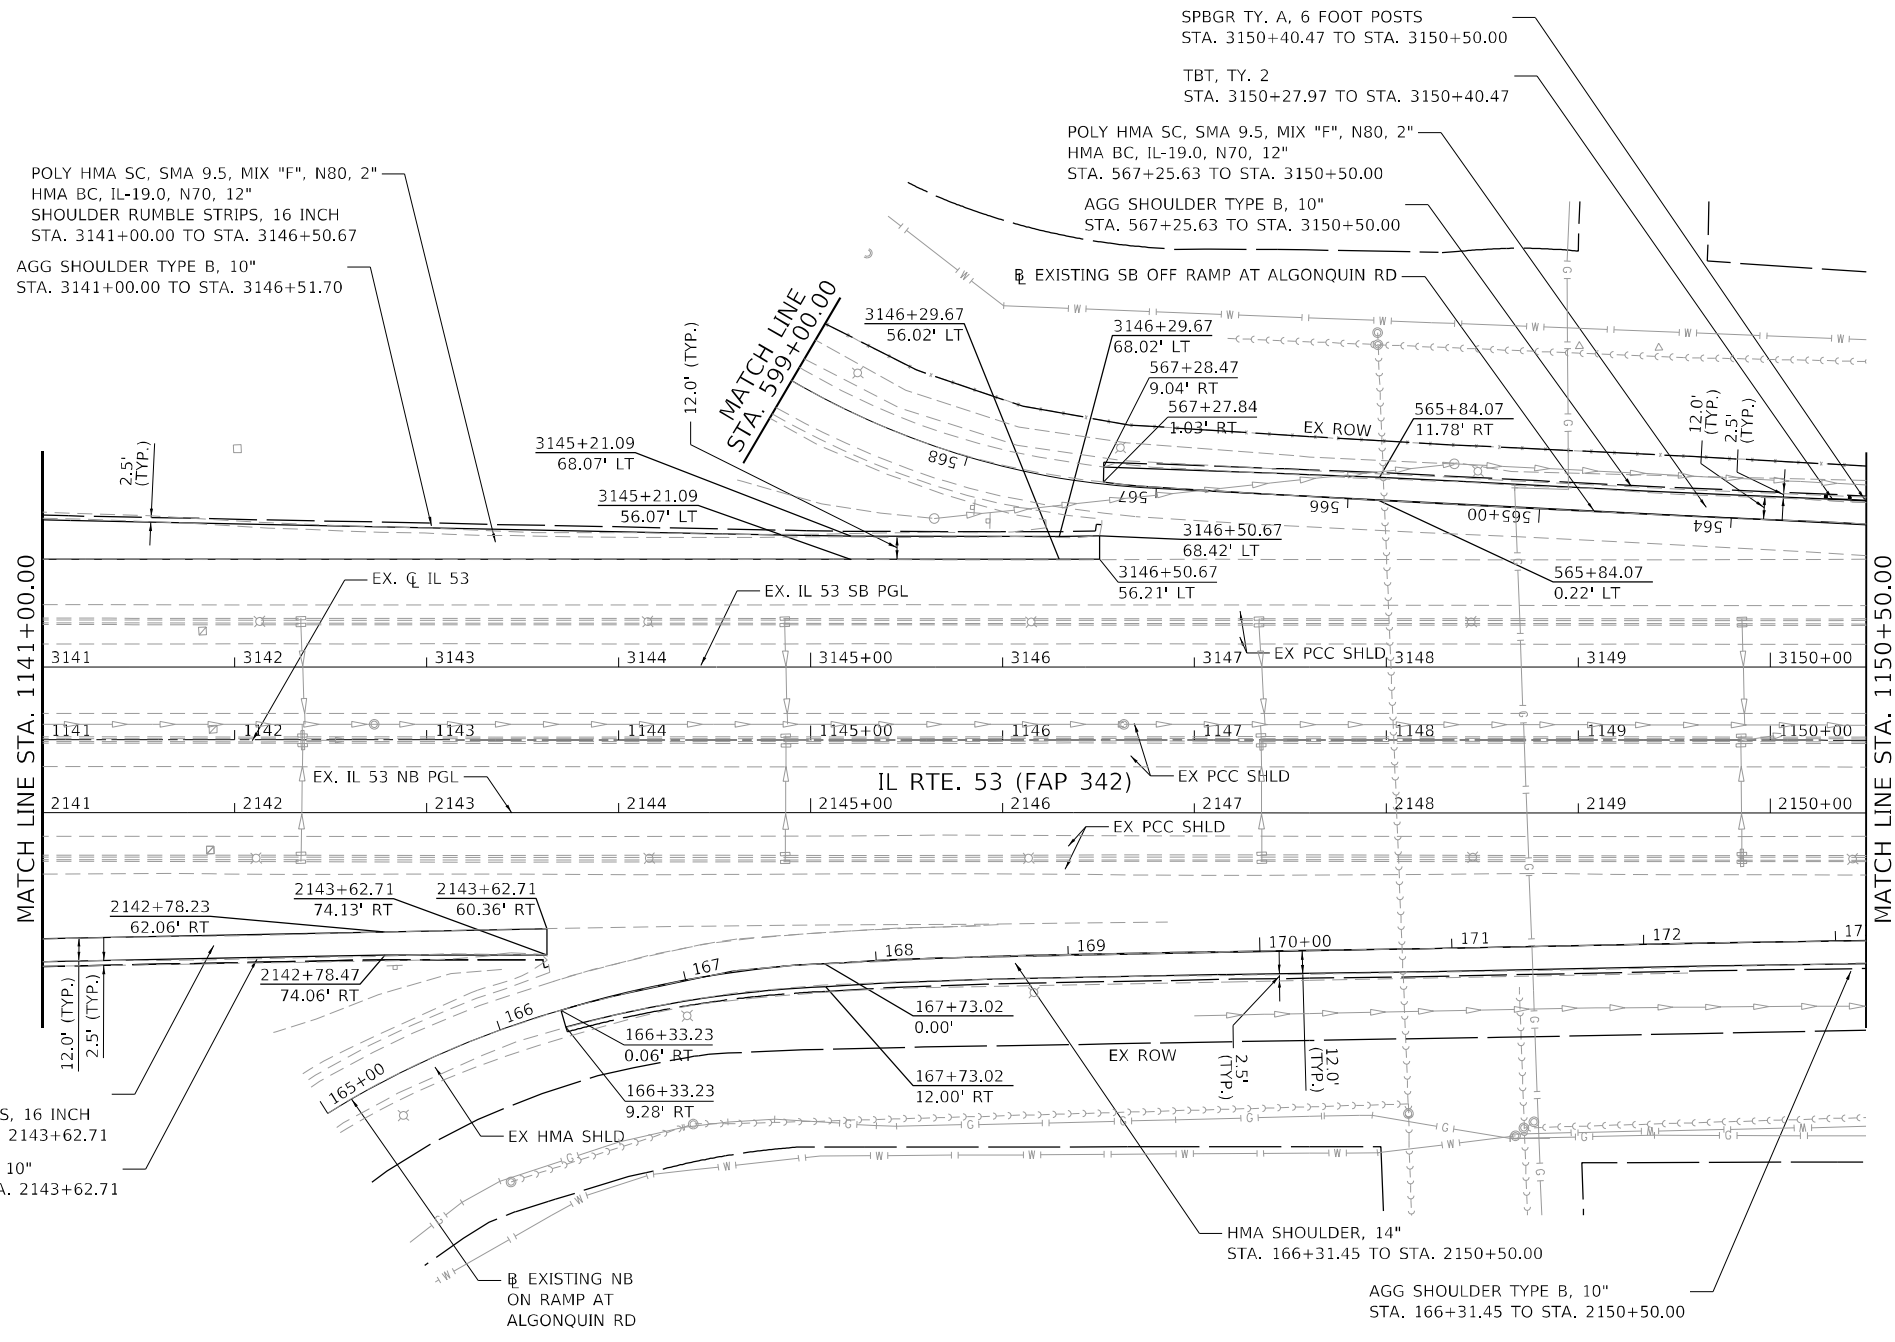 SPBGR TY. A, 6 FOOT POSTS
STA. 3150+40.47 TO STA. 3150+50.00
TBT, TY. 2
STA. 3150+27.97 TO STA. 3150+40.47
POLY HMA SC, SMA 9.5, MIX "F", N80, 2"
HMA BC, IL-19.0, N70, 12"
STA. 567+25.63 TO STA. 3150+50.00
AGG SHOULDER TYPE B, 10"
STA. 567+25.63 TO STA. 3150+50.00
℄ EXISTING SB OFF RAMP AT ALGONQUIN RD
POLY HMA SC, SMA 9.5, MIX "F", N80, 2"
HMA BC, IL-19.0, N70, 12"
SHOULDER RUMBLE STRIPS, 16 INCH
STA. 3141+00.00 TO STA. 3146+50.67
AGG SHOULDER TYPE B, 10"
STA. 3141+00.00 TO STA. 3146+51.70
MATCH LINE
STA. 599+00.00
12.0' (TYP.)
3146+29.67
56.02' LT
3146+29.67
68.02' LT
567+28.47
9.04' RT
567+27.84
1.03' RT
565+84.07
11.78' RT
EX ROW
12.0'
(TYP.)
2.5'
(TYP.)
2.5'
(TYP.)
3145+21.09
68.07' LT
3145+21.09
56.07' LT
568
567
566
565+00
564
3146+50.67
68.42' LT
3146+50.67
56.21' LT
565+84.07
0.22' LT
EX. ℄ IL 53
EX. IL 53 SB PGL
EX PCC SHLD
MATCH LINE STA. 1141+00.00
MATCH LINE STA. 1150+50.00
3141 3142 3143 3144 3145+00 3146 3147 3148 3149 3150+00
1141 1142 1143 1144 1145+00 1146 1147 1148 1149 1150+00
EX. IL 53 NB PGL
IL RTE. 53 (FAP 342)
EX PCC SHLD
2141 2142 2143 2144 2145+00 2146 2147 2148 2149 2150+00
EX PCC SHLD
2142+78.23
62.06' RT
2143+62.71
74.13' RT
2143+62.71
60.36' RT
2142+78.47
74.06' RT
12.0' (TYP.)
2.5' (TYP.)
165+00 166 167 168 169 170+00 171 172 17
166+33.23
0.06' RT
166+33.23
9.28' RT
167+73.02
0.00'
167+73.02
12.00' RT
EX ROW
2.5'
(TYP.)
12.0'
(TYP.)
EX HMA SHLD
S, 16 INCH
2143+62.71
10"
A. 2143+62.71
℄ EXISTING NB
ON RAMP AT
ALGONQUIN RD
HMA SHOULDER, 14"
STA. 166+31.45 TO STA. 2150+50.00
AGG SHOULDER TYPE B, 10"
STA. 166+31.45 TO STA. 2150+50.00